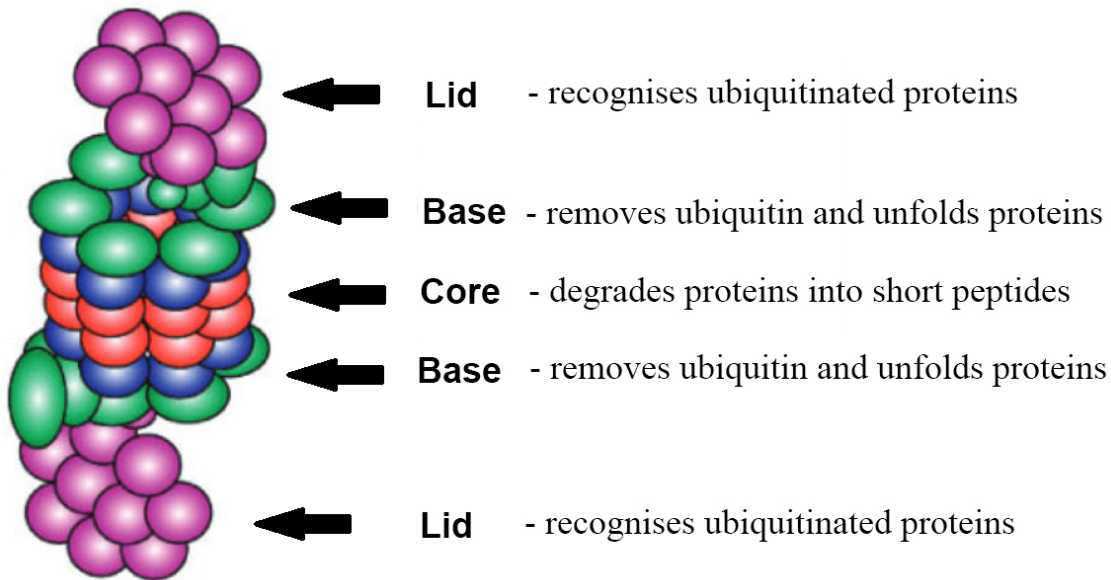 Lid - recognises ubiquitinated proteins
Base - removes ubiquitin and unfolds proteins
Core - degrades proteins into short peptides
Base - removes ubiquitin and unfolds proteins
Lid - recognises ubiquitinated proteins